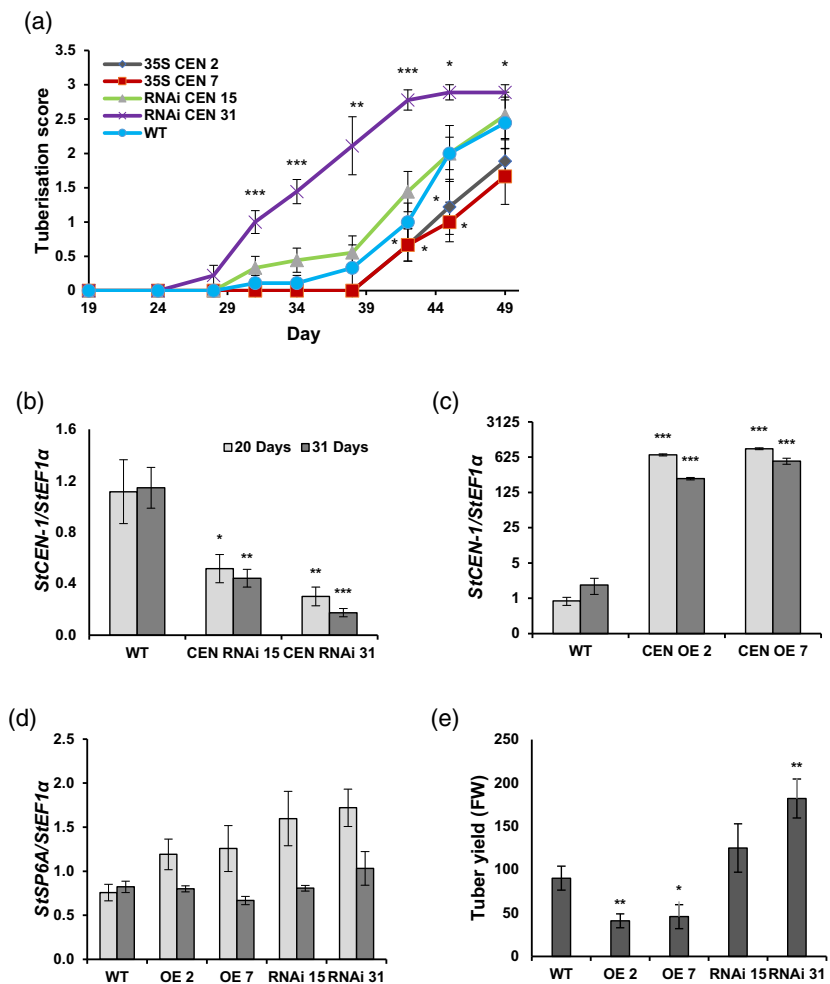 (a)
3.5
3
2.5
2
1.5
1
0.5
0
Tuberisation score
35S CEN 2
35S CEN 7
RNAi CEN 15
RNAi CEN 31
WT
***
***
**
***
*
*
*
*
*
*
19
24
29
34
39
44
49
Day
(b)
1.6
1.2
0.8
0.4
0.0
StCEN-1/StEF1α
20 Days
31 Days
*
**
**
***
WT
CEN RNAi 15
CEN RNAi 31
(c)
3125
625
125
25
5
1
0
StCEN-1/StEF1α
***
***
***
***
WT
CEN OE 2
CEN OE 7
(d)
2.5
2.0
1.5
1.0
0.5
0.0
StSP6A/StEF1α
WT
OE 2
OE 7
RNAi 15
RNAi 31
(e)
250
200
150
100
50
0
Tuber yield (FW)
**
*
**
WT
OE 2
OE 7
RNAi 15
RNAi 31